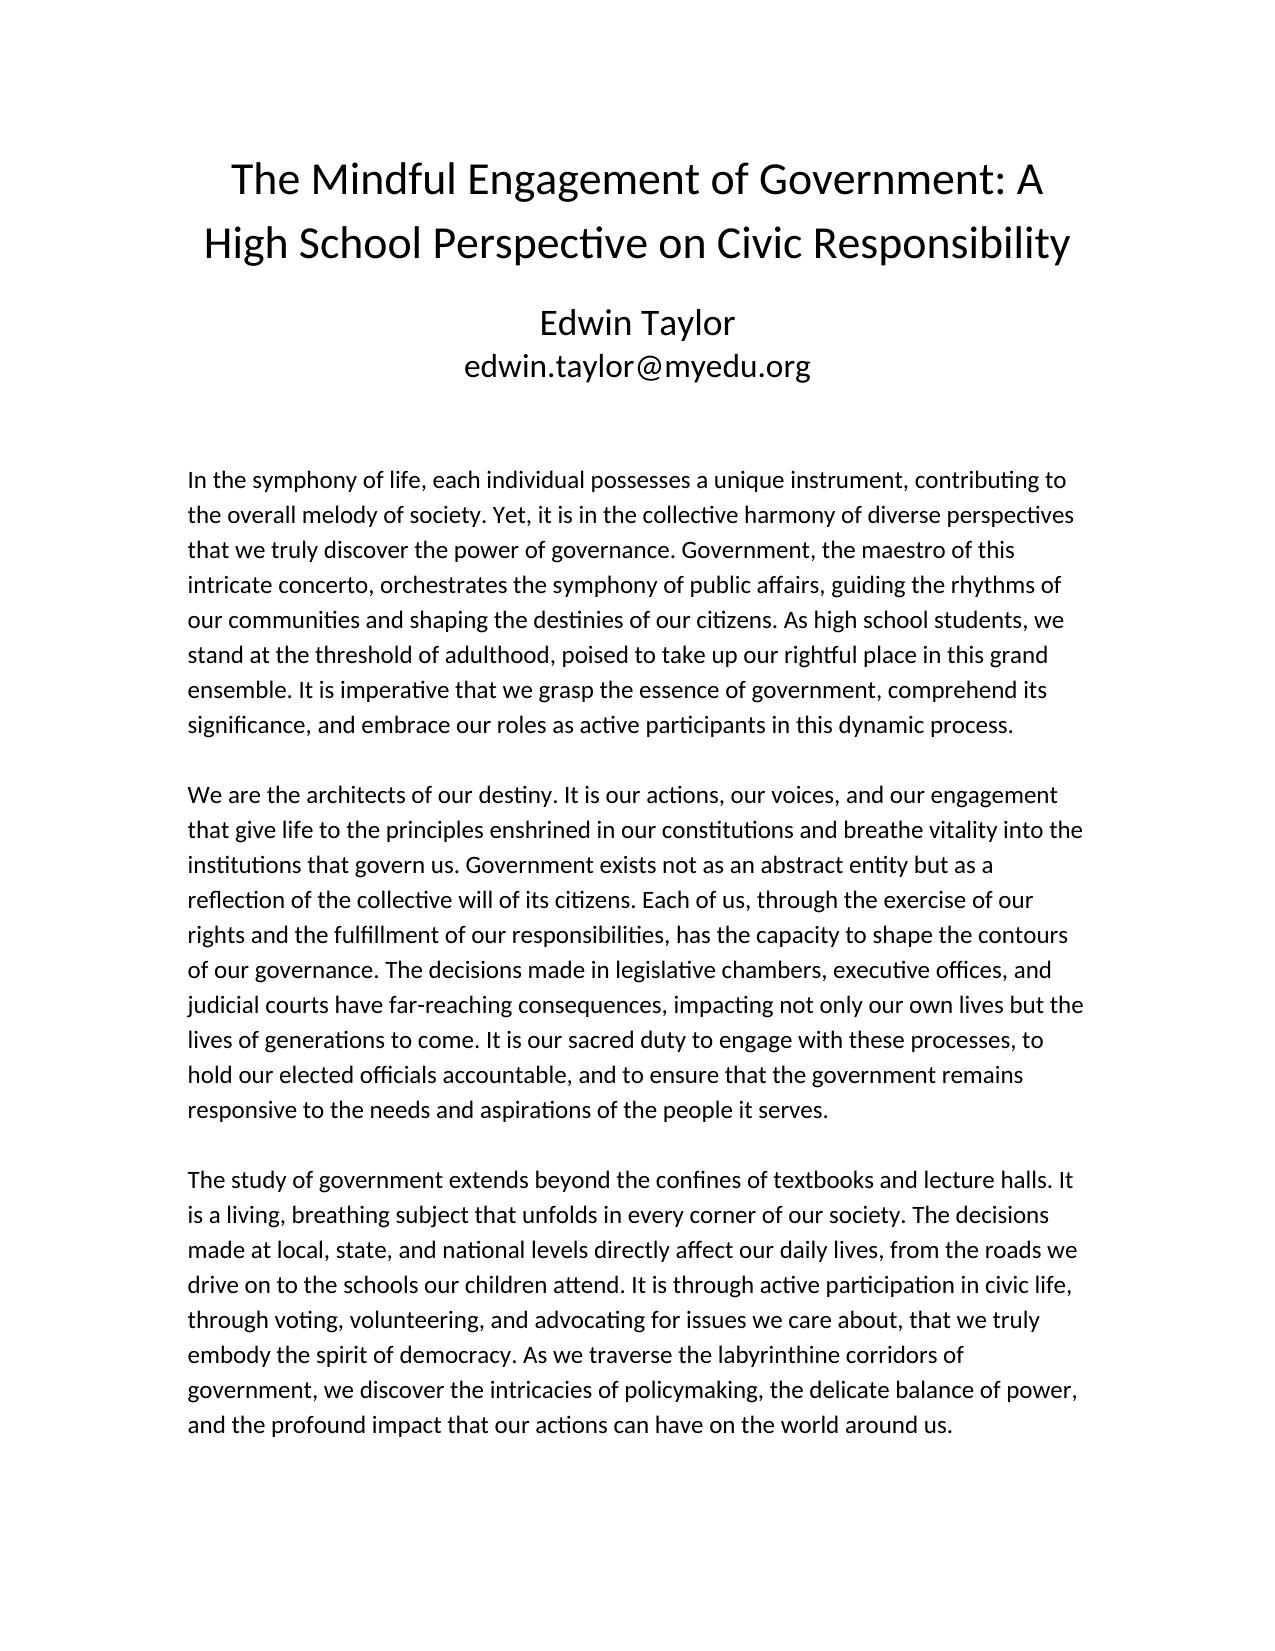 The Mindful Engagement of Government: A
High School Perspective on Civic Responsibility
Edwin Taylor
edwin.taylor@myedu.org
In the symphony of life, each individual possesses a unique instrument, contributing to
the overall melody of society. Yet, it is in the collective harmony of diverse perspectives
that we truly discover the power of governance. Government, the maestro of this
intricate concerto, orchestrates the symphony of public affairs, guiding the rhythms of
our communities and shaping the destinies of our citizens. As high school students, we
stand at the threshold of adulthood, poised to take up our rightful place in this grand
ensemble. It is imperative that we grasp the essence of government, comprehend its
significance, and embrace our roles as active participants in this dynamic process.
We are the architects of our destiny. It is our actions, our voices, and our engagement
that give life to the principles enshrined in our constitutions and breathe vitality into the
institutions that govern us. Government exists not as an abstract entity but as a
reflection of the collective will of its citizens. Each of us, through the exercise of our
rights and the fulfillment of our responsibilities, has the capacity to shape the contours
of our governance. The decisions made in legislative chambers, executive offices, and
judicial courts have far-reaching consequences, impacting not only our own lives but the
lives of generations to come. It is our sacred duty to engage with these processes, to
hold our elected officials accountable, and to ensure that the government remains
responsive to the needs and aspirations of the people it serves.
The study of government extends beyond the confines of textbooks and lecture halls. It
is a living, breathing subject that unfolds in every corner of our society. The decisions
made at local, state, and national levels directly affect our daily lives, from the roads we
drive on to the schools our children attend. It is through active participation in civic life,
through voting, volunteering, and advocating for issues we care about, that we truly
embody the spirit of democracy. As we traverse the labyrinthine corridors of
government, we discover the intricacies of policymaking, the delicate balance of power,
and the profound impact that our actions can have on the world around us.